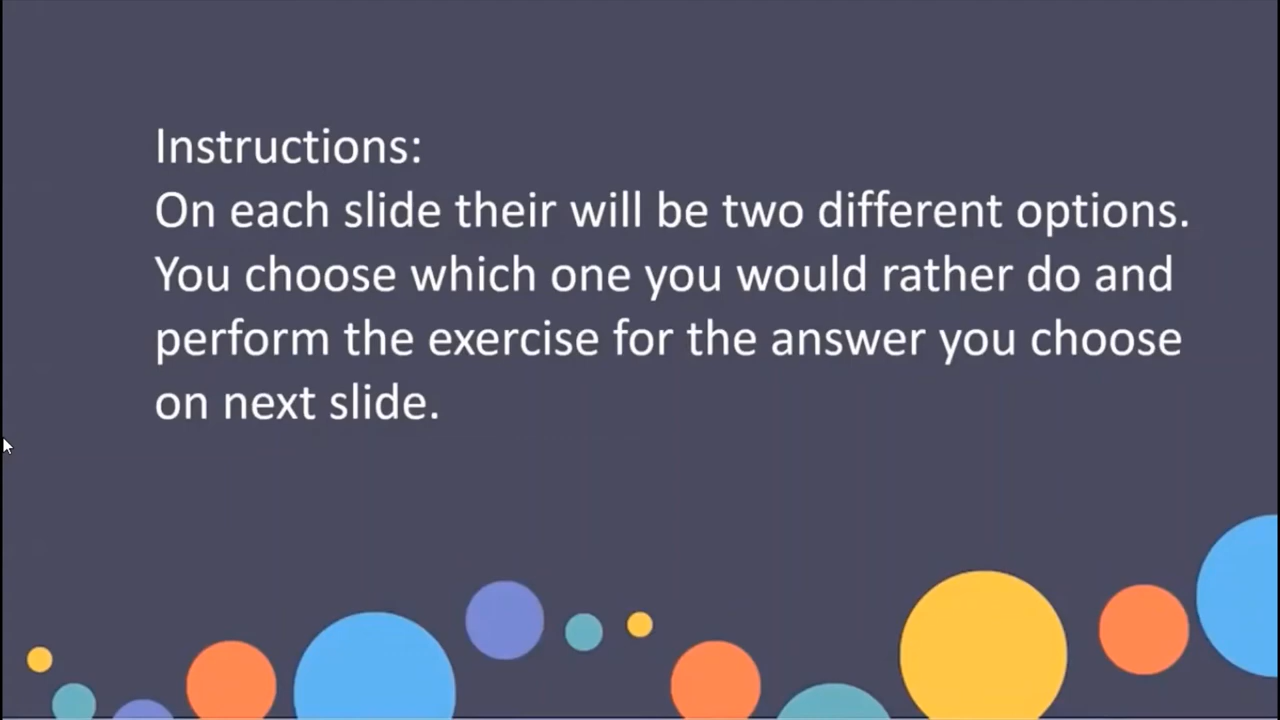 Instructions:
On each slide their will be two different options.
You choose which one you would rather do and
perform the exercise for the answer you choose
on next slide.